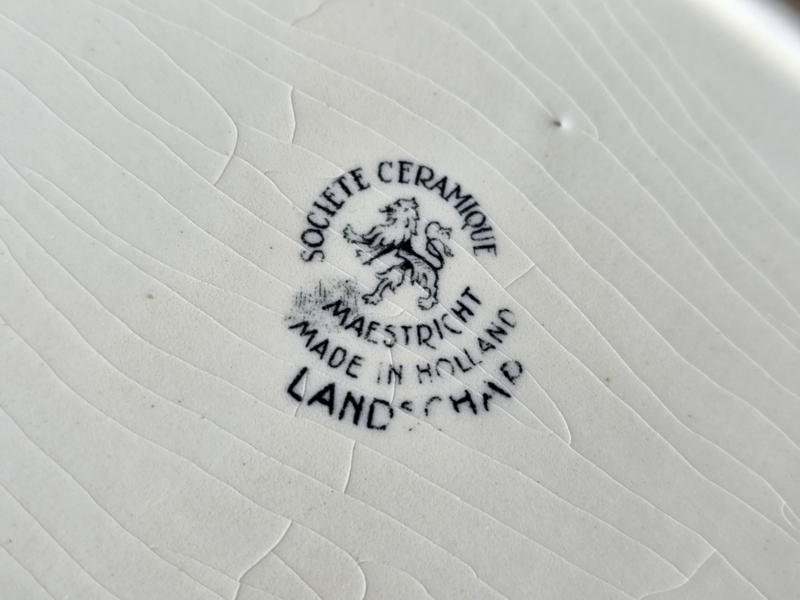 SOCIETE CERAMIQUE
MAESTRICHT
MADE IN HOLLAND
LANDSCHAP